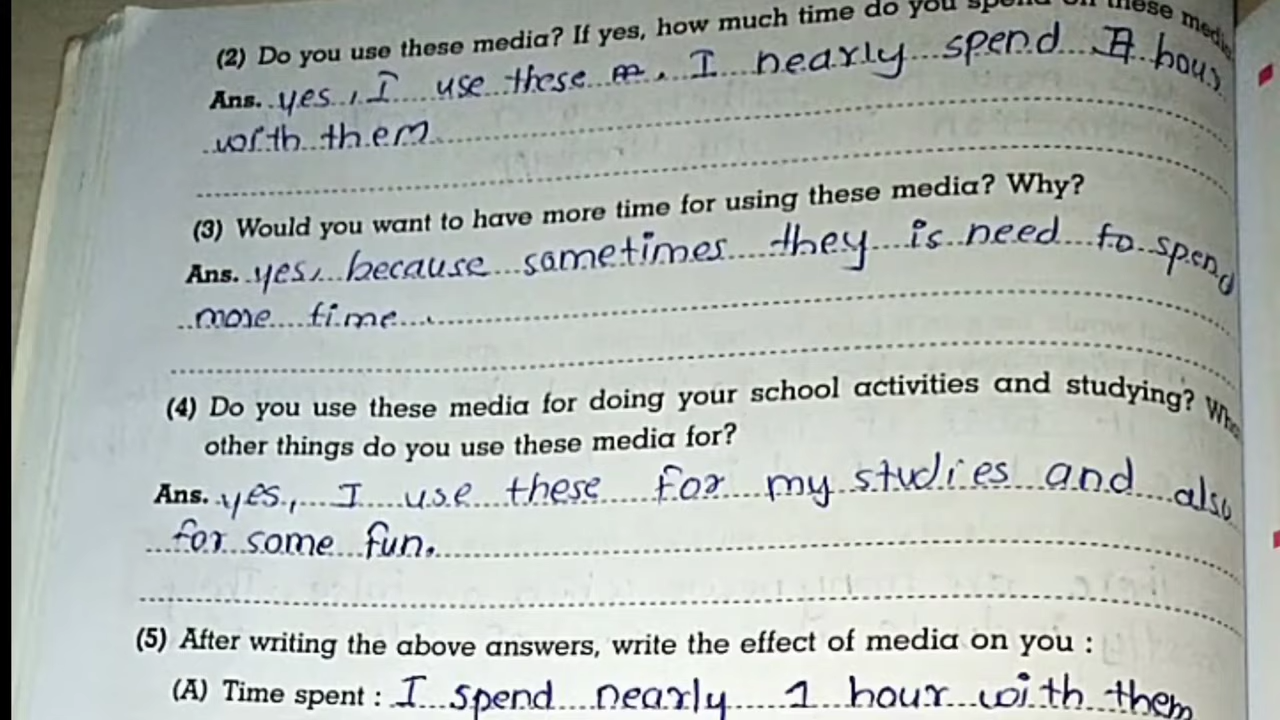 (2) Do you use these media? If yes, how much time do you spend on these media
Ans. yes, I use these . I nearly spend hour
with them
(3) Would you want to have more time for using these media? Why?
Ans. yes, because sametimes they is need to spend
more time.
(4) Do you use these media for doing your school activities and studying?
other things do you use these media for?
Ans. yes, I use these for my studies and also
for some fun.
(5) After writing the above answers, write the effect of media on you :
(A) Time spent : I spend nearly 1 hour with them